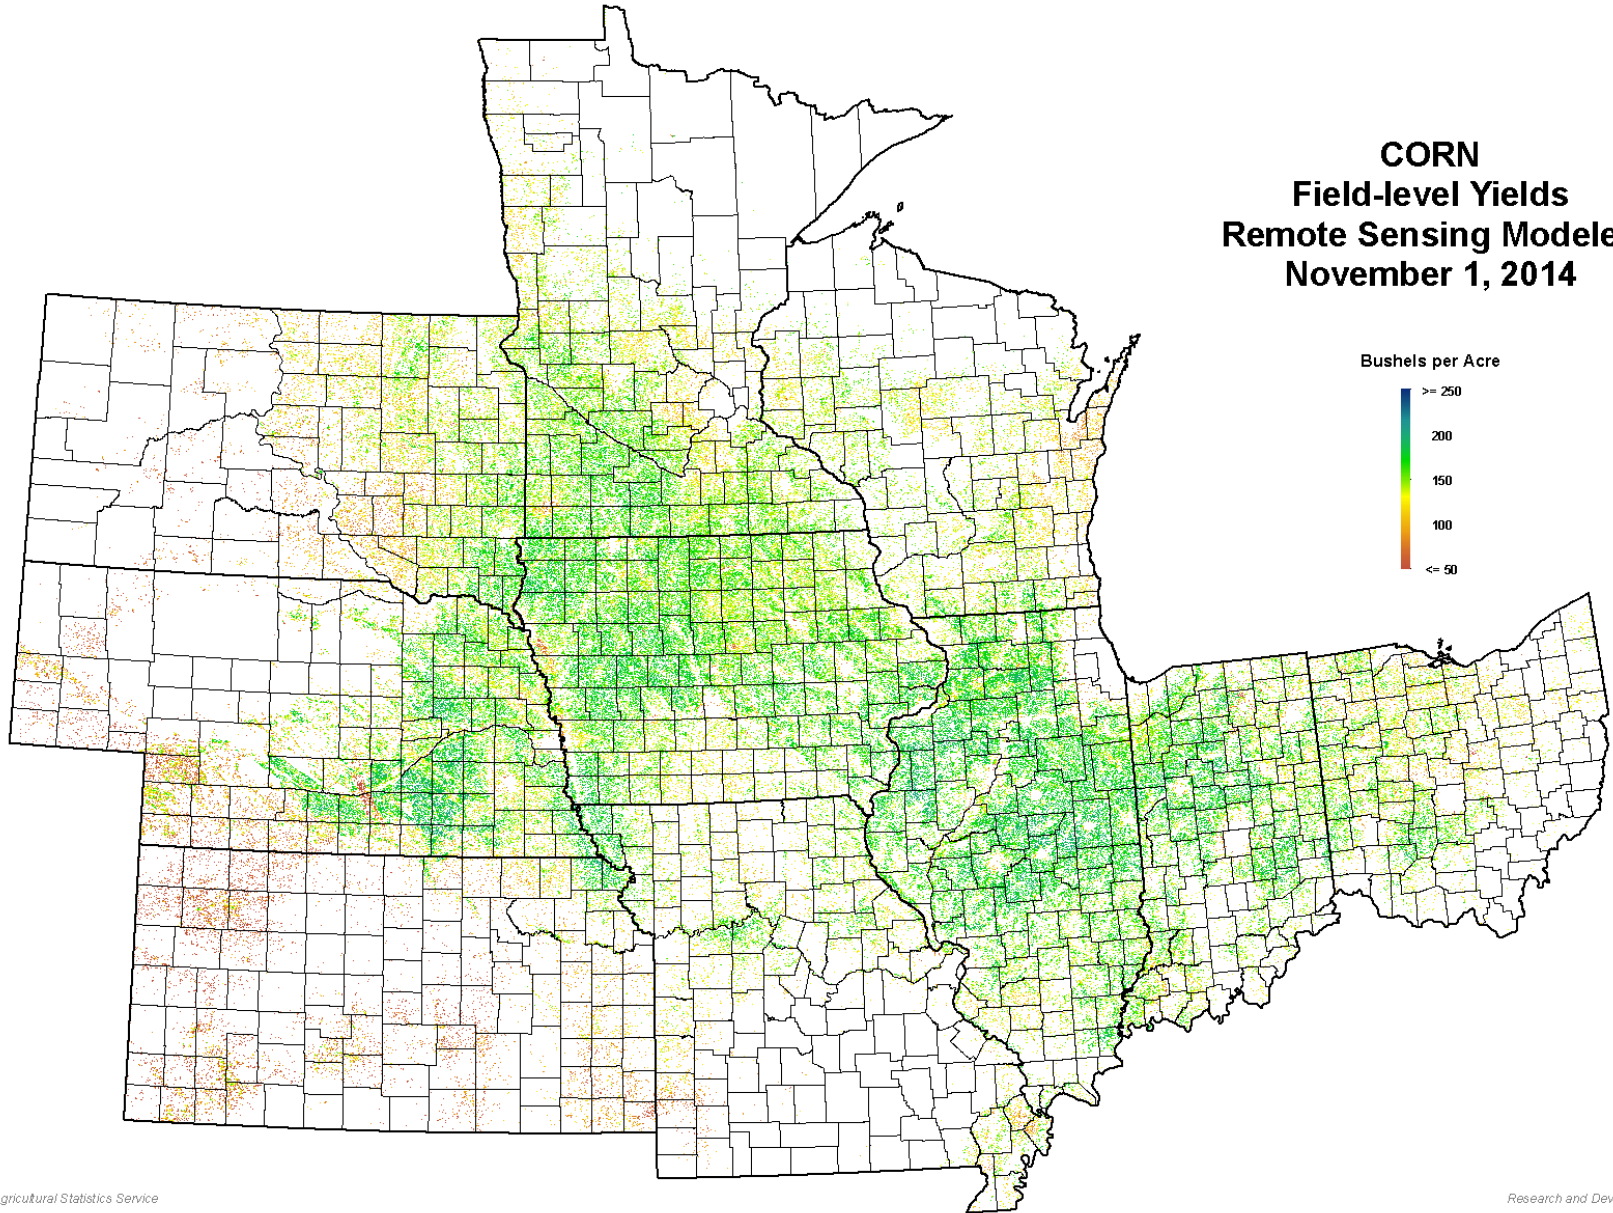 CORN
Field-level Yields
Remote Sensing Modele
November 1, 2014
Bushels per Acre
>= 250
200
150
100
<= 50
gricultural Statistics Service
Research and Dev